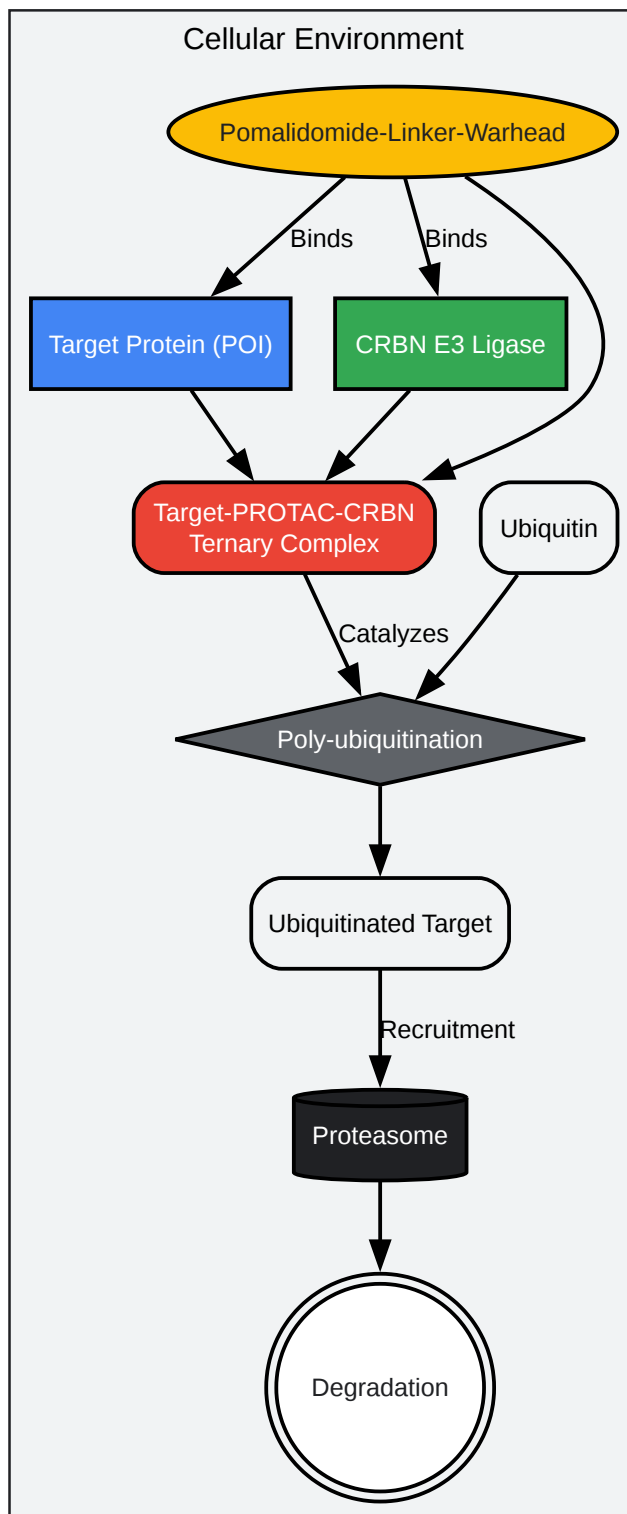 Cellular Environment
Pomalidomide-Linker-Warhead
Binds
Binds
Target Protein (POI)
CRBN E3 Ligase
Target-PROTAC-CRBN
Ternary Complex
Ubiquitin
Catalyzes
Poly-ubiquitination
Ubiquitinated Target
Recruitment
Proteasome
Degradation